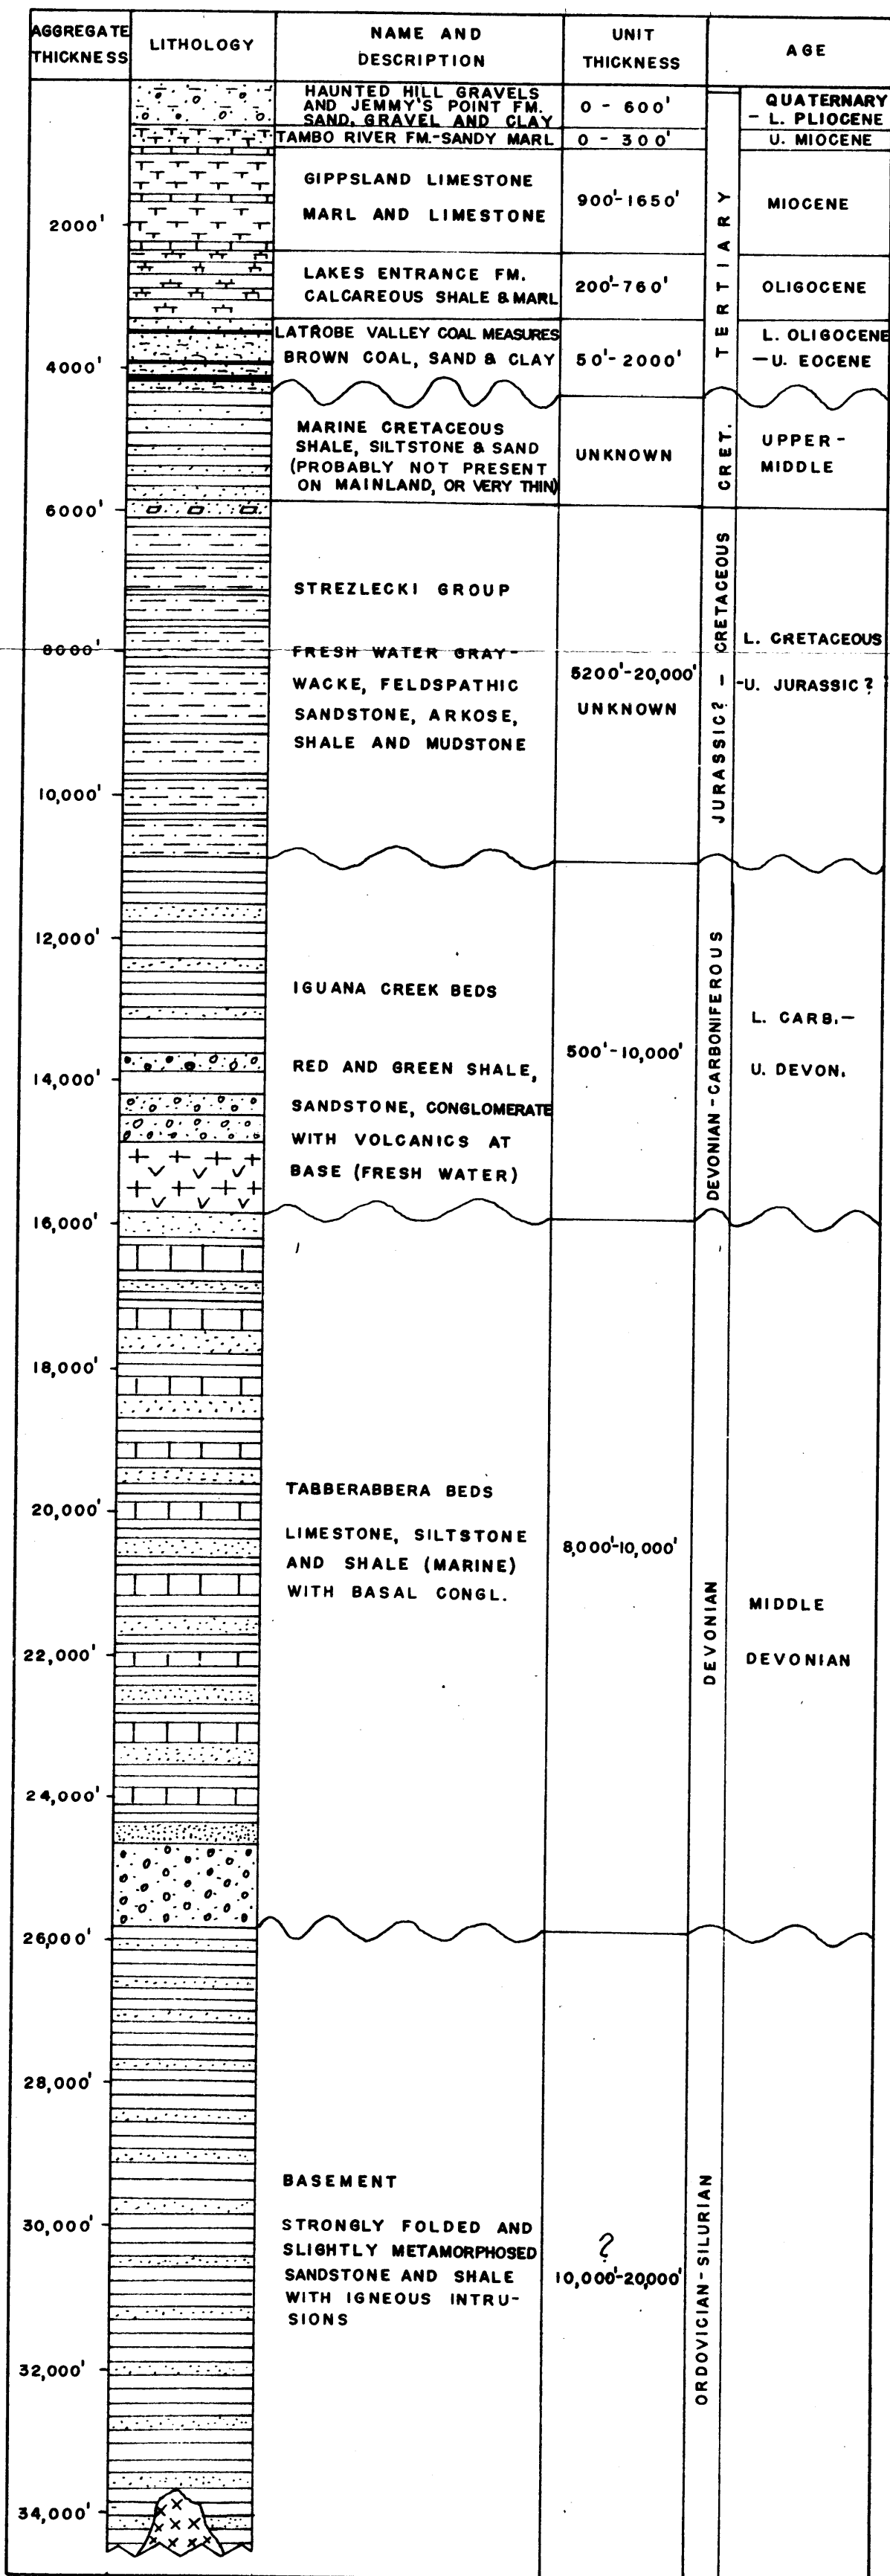 AGGREGATE THICKNESS
LITHOLOGY
NAME AND DESCRIPTION
UNIT THICKNESS
AGE
HAUNTED HILL GRAVELS
AND JEMMY'S POINT FM.
SAND, GRAVEL AND CLAY
0 - 600'
QUATERNARY
- L. PLIOCENE
TAMBO RIVER FM.-SANDY MARL
0 - 300'
U. MIOCENE
GIPPSLAND LIMESTONE
MARL AND LIMESTONE
900'-1650'
MIOCENE
2000'
LAKES ENTRANCE FM.
CALCAREOUS SHALE & MARL
200'-760'
OLIGOCENE
TERTIARY
LATROBE VALLEY COAL MEASURES
BROWN COAL, SAND & CLAY
50'-2000'
L. OLIGOCENE
-U. EOCENE
4000'
MARINE CRETACEOUS
SHALE, SILTSTONE & SAND
(PROBABLY NOT PRESENT
ON MAINLAND, OR VERY THIN)
UNKNOWN
CRET.
UPPER-
MIDDLE
6000'
STREZLECKI GROUP
8000'
FRESH WATER GRAY-
WACKE, FELDSPATHIC
SANDSTONE, ARKOSE,
SHALE AND MUDSTONE
5200'-20,000'
UNKNOWN
JURASSIC? - CRETACEOUS
L. CRETACEOUS
-U. JURASSIC?
10,000'
12,000'
IGUANA CREEK BEDS
RED AND GREEN SHALE,
SANDSTONE, CONGLOMERATE
WITH VOLCANICS AT
BASE (FRESH WATER)
500'-10,000'
DEVONIAN-CARBONIFEROUS
L. CARB.-
U. DEVON.
14,000'
16,000'
18,000'
TABBERABBERA BEDS
LIMESTONE, SILTSTONE
AND SHALE (MARINE)
WITH BASAL CONGL.
8,000'-10,000'
DEVONIAN
MIDDLE
DEVONIAN
20,000'
22,000'
24,000'
26,000'
28,000'
BASEMENT
STRONGLY FOLDED AND
SLIGHTLY METAMORPHOSED
SANDSTONE AND SHALE
WITH IGNEOUS INTRU-
SIONS
?
10,000'-20,000'
ORDOVICIAN-SILURIAN
30,000'
32,000'
34,000'